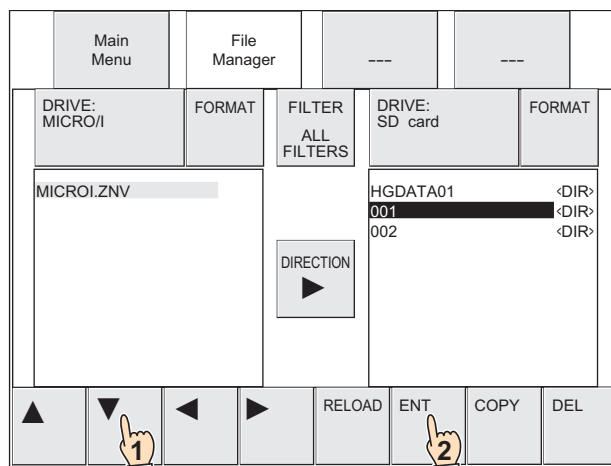 Main
Menu
File
Manager
---
---
DRIVE:
MICRO/I
FORMAT
FILTER
ALL
FILTERS
DRIVE:
SD card
FORMAT
MICROI.ZNV
HGDATA01 <DIR>
001 <DIR>
002 <DIR>
DIRECTION
RELOAD
ENT
COPY
DEL
1
2